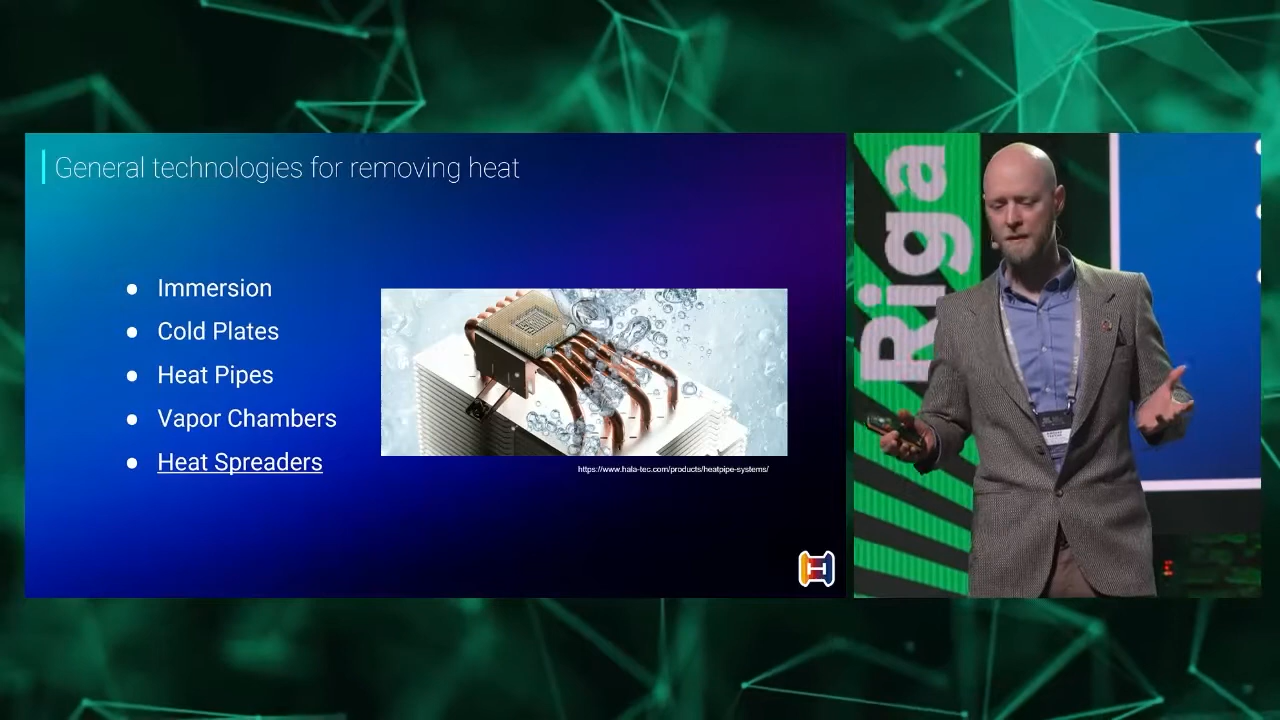 General technologies for removing heat
Immersion
Cold Plates
Heat Pipes
Vapor Chambers
Heat Spreaders
https://www.hala-tec.com/products/heatpipe-systems/
Riga